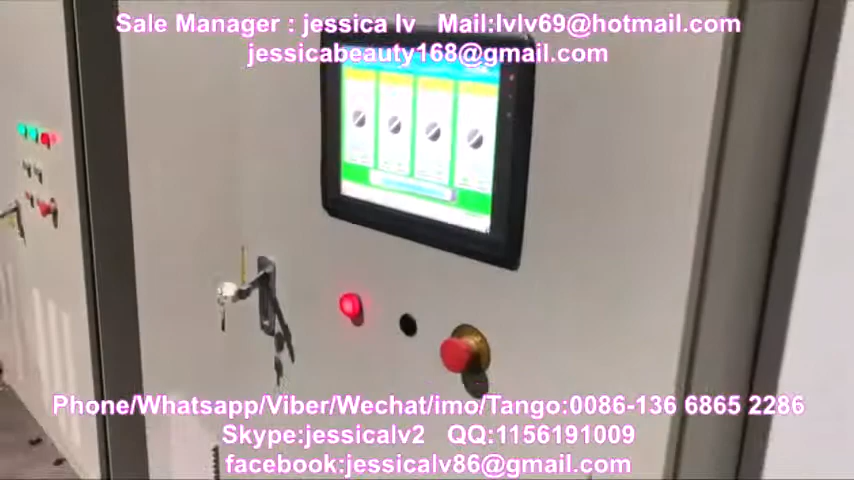 Sale Manager : jessica lv Mail:lvlv69@hotmail.com
jessicabeauty168@gmail.com
Phone/Whatsapp/Viber/Wechat/imo/Tango:0086-136 6865 2286
Skype:jessicalv2 QQ:1156191009
facebook:jessicalv86@gmail.com